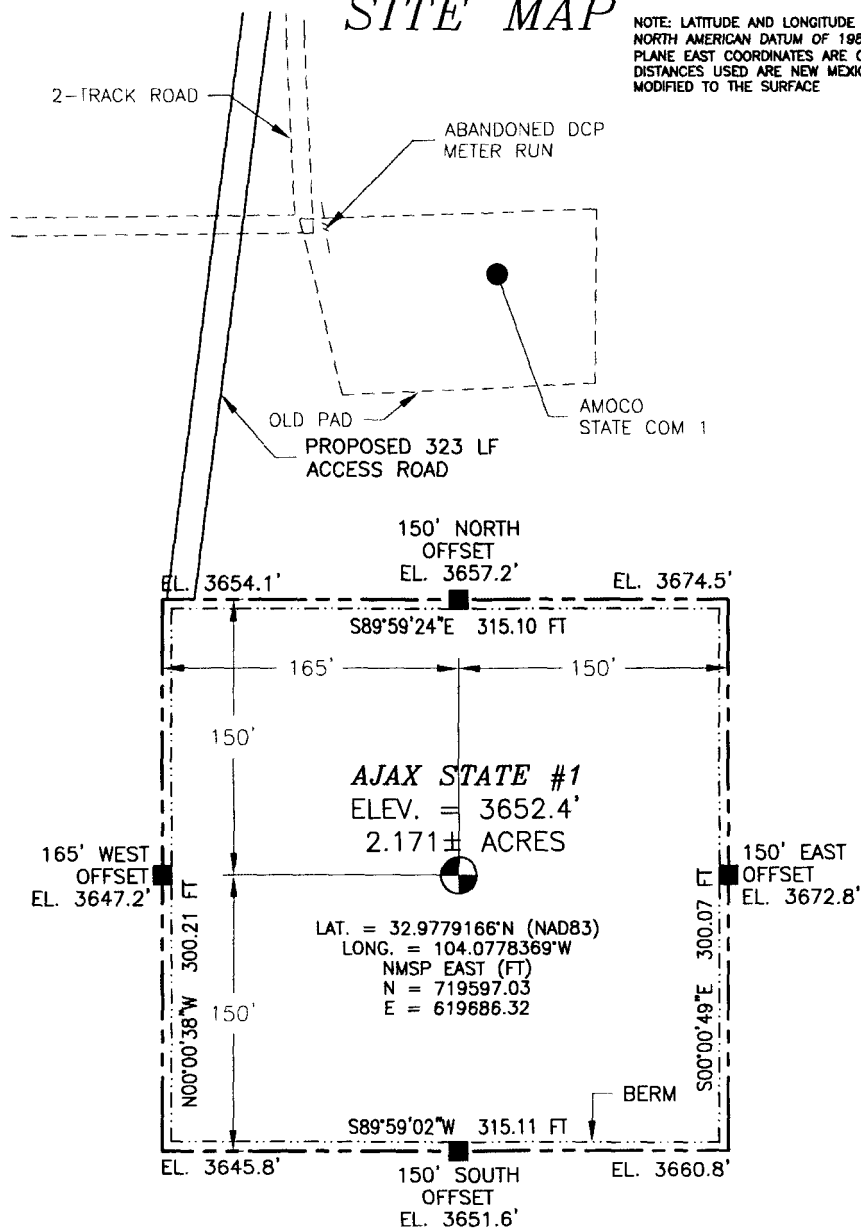 SITE MAP
NOTE: LATITUDE AND LONGITUDE
NORTH AMERICAN DATUM OF
PLANE EAST COORDINATES ARE
DISTANCES USED ARE NEW
MODIFIED TO THE SURFACE
2-TRACK ROAD
ABANDONED DCP
METER RUN
OLD PAD
AMOCO
STATE COM 1
PROPOSED 323 LF
ACCESS ROAD
150' NORTH
OFFSET
EL. 3657.2'
EL. 3654.1'
EL. 3674.5'
S89°59'24"E 315.10 FT
165'
150'
150'
AJAX STATE #1
ELEV. = 3652.4'
2.171± ACRES
165' WEST
OFFSET
EL. 3647.2'
150' EAST
OFFSET
EL. 3672.8'
LAT. = 32.9779166°N (NAD83)
LONG. = 104.0778369°W
NMSP EAST (FT)
N = 719597.03
E = 619686.32
N00°00'38"W 300.21 FT
S00°00'49"E 300.07 FT
150'
BERM
S89°59'02"W 315.11 FT
EL. 3645.8'
EL. 3660.8'
150' SOUTH
OFFSET
EL. 3651.6'